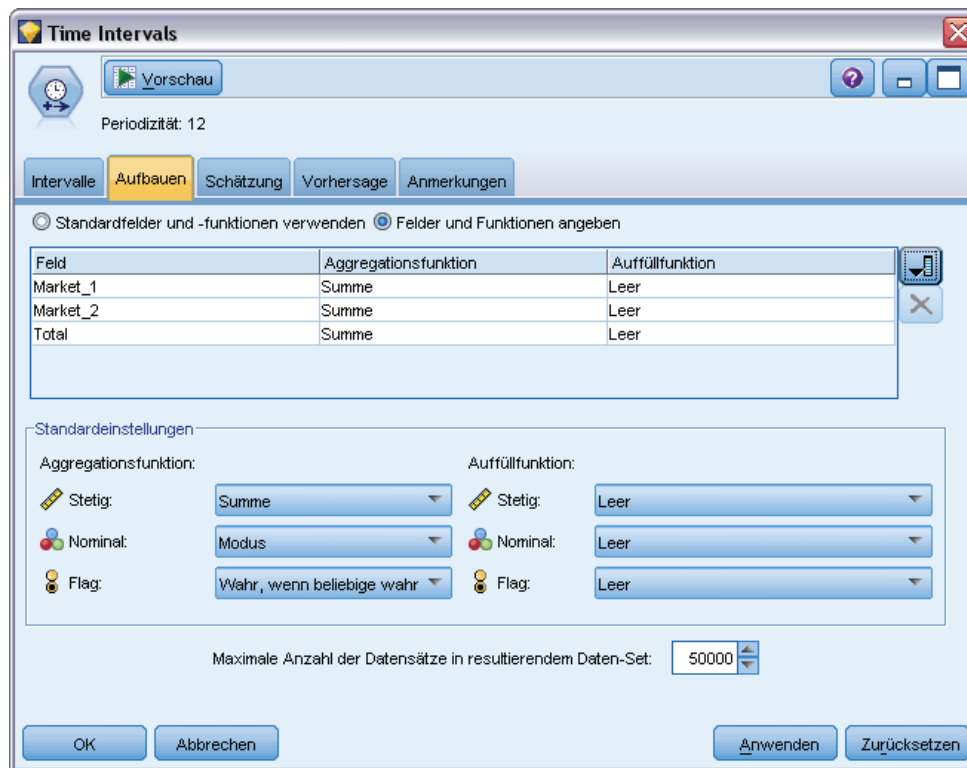 Time Intervals
Vorschau
Periodizität: 12
Intervalle Aufbauen Schätzung Vorhersage Anmerkungen
Standardfelder und -funktionen verwenden Felder und Funktionen angeben
Feld Aggregationsfunktion Auffüllfunktion
Market_1 Summe Leer
Market_2 Summe Leer
Total Summe Leer
Standardeinstellungen
Aggregationsfunktion: Auffüllfunktion:
Stetig: Summe Stetig: Leer
Nominal: Modus Nominal: Leer
Flag: Wahr, wenn beliebige wahr Flag: Leer
Maximale Anzahl der Datensätze in resultierendem Daten-Set: 50000
OK Abbrechen Anwenden Zurücksetzen